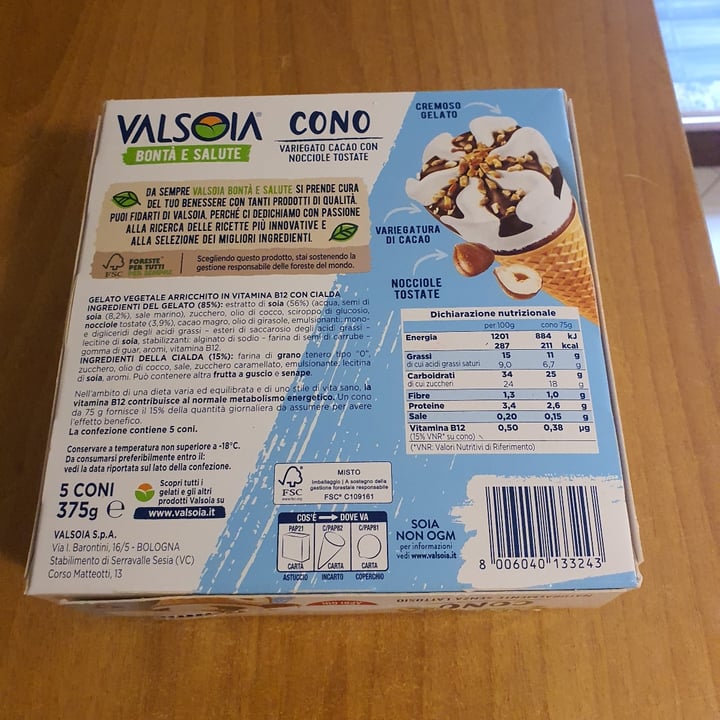 VALSOIA
BONTÀ E SALUTE
CONO
VARIEGATO CACAO CON
NOCCIOLE TOSTATE
CREMOSO
GELATO
VARIEGATURA
DI CACAO
NOCCIOLE
TOSTATE
DA SEMPRE VALSOIA BONTÀ E SALUTE SI PRENDE CURA
DEL TUO BENESSERE CON TANTI PRODOTTI DI QUALITÀ.
PUOI FIDARTI DI VALSOIA, PERCHÉ CI DEDICHIAMO CON PASSIONE
ALLA RICERCA DELLE RICETTE PIÙ INNOVATIVE E
ALLA SELEZIONE DEI MIGLIORI INGREDIENTI.
FSC
FORESTE
PER TUTTI
PER SEMPRE
Scegliendo questo prodotto, stai sostenendo la
gestione responsabile delle foreste del mondo.
GELATO VEGETALE ARRICCHITO IN VITAMINA B12 CON CIALDA
INGREDIENTI DEL GELATO (85%): estratto di soia (56%) (acqua, semi di
soia (8,2%), sale marino), zucchero, olio di cocco, sciroppo di glucosio,
nocciole tostate (3,9%), cacao magro, olio di girasole, emulsionanti: mono-
e digliceridi degli acidi grassi - esteri di saccarosio degli acidi grassi -
lecitine di soia, stabilizzanti: alginato di sodio - farina di semi di carrube -
gomma di guar, aromi, vitamina B12.
INGREDIENTI DELLA CIALDA (15%): farina di grano tenero tipo "0",
zucchero, olio di cocco, sale, zucchero caramellato, emulsionante: lecitina
di soia, aromi. Può contenere altra frutta a guscio e senape.
Nell'ambito di una dieta varia ed equilibrata e di uno stile di vita sano, la
vitamina B12 contribuisce al normale metabolismo energetico. Un cono
da 75 g fornisce il 15% della quantità giornaliera da assumere per avere
l'effetto benefico.
La confezione contiene 5 coni.
Conservare a temperatura non superiore a -18°C.
Da consumarsi preferibilmente entro il:
vedi la data riportata sul lato della confezione.
5 CONI
375g e
Scopri tutti i
gelati e gli altri
prodotti Valsoia su
www.valsoia.it
VALSOIA S.p.A.
Via I. Barontini, 16/5 - BOLOGNA
Stabilimento di Serravalle Sesia (VC)
Corso Matteotti, 13
Dichiarazione nutrizionale
per 100g cono 75g
Energia 1201 884 kJ
287 211 kcal
Grassi 15 11 g
di cui acidi grassi saturi 9,0 6,7 g
Carboidrati 34 25 g
di cui zuccheri 24 18 g
Fibre 1,3 1,0 g
Proteine 3,4 2,6 g
Sale 0,20 0,15 g
Vitamina B12 0,50 0,38 µg
(15% VNR* su cono)
(*VNR: Valori Nutritivi di Riferimento)
FSC
www.fsc.org
MISTO
Imballaggio | A sostegno della
gestione forestale responsabile
FSC® C109161
COS'È DOVE VA
PAP21 C/PAP82 C/PAP81
CARTA CARTA CARTA
ASTUCCIO INCARTO COPERCHIO
SOIA
NON OGM
per informazioni
vedi www.valsoia.it
8 006040 133243
CONO
NATURALMENTE SENZA LATTOSIO